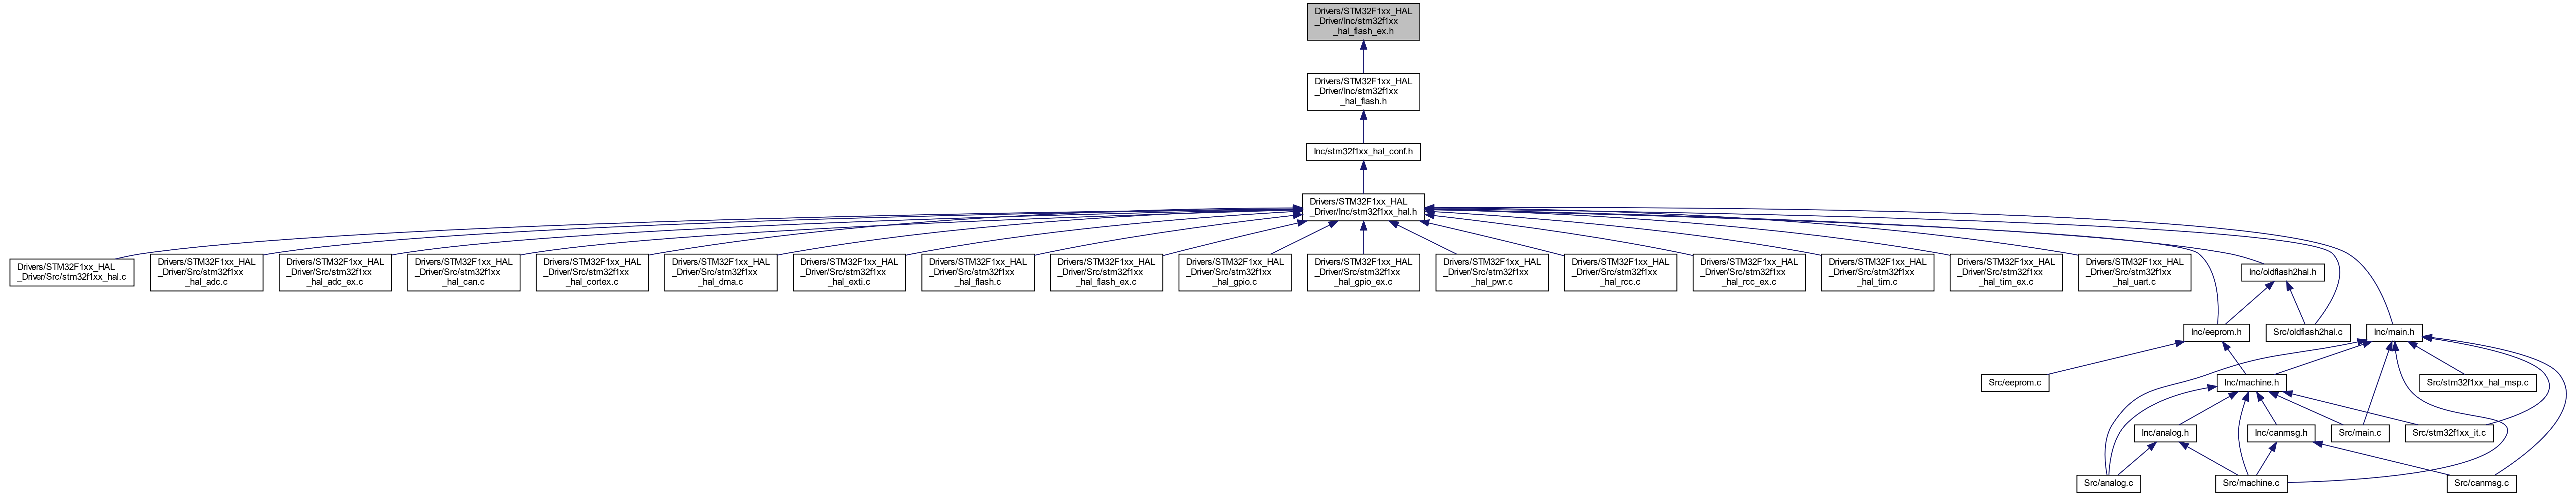 Drivers/STM32F1xx_HAL
_Driver/Inc/stm32f1xx
_hal_flash_ex.h
Drivers/STM32F1xx_HAL
_Driver/Inc/stm32f1xx
_hal_flash.h
Inc/stm32f1xx_hal_conf.h
Drivers/STM32F1xx_HAL
_Driver/Inc/stm32f1xx_hal.h
Drivers/STM32F1xx_HAL
_Driver/Src/stm32f1xx_hal.c
Drivers/STM32F1xx_HAL
_Driver/Src/stm32f1xx
_hal_adc.c
Drivers/STM32F1xx_HAL
_Driver/Src/stm32f1xx
_hal_adc_ex.c
Drivers/STM32F1xx_HAL
_Driver/Src/stm32f1xx
_hal_can.c
Drivers/STM32F1xx_HAL
_Driver/Src/stm32f1xx
_hal_cortex.c
Drivers/STM32F1xx_HAL
_Driver/Src/stm32f1xx
_hal_dma.c
Drivers/STM32F1xx_HAL
_Driver/Src/stm32f1xx
_hal_exti.c
Drivers/STM32F1xx_HAL
_Driver/Src/stm32f1xx
_hal_flash.c
Drivers/STM32F1xx_HAL
_Driver/Src/stm32f1xx
_hal_flash_ex.c
Drivers/STM32F1xx_HAL
_Driver/Src/stm32f1xx
_hal_gpio.c
Drivers/STM32F1xx_HAL
_Driver/Src/stm32f1xx
_hal_gpio_ex.c
Drivers/STM32F1xx_HAL
_Driver/Src/stm32f1xx
_hal_pwr.c
Drivers/STM32F1xx_HAL
_Driver/Src/stm32f1xx
_hal_rcc.c
Drivers/STM32F1xx_HAL
_Driver/Src/stm32f1xx
_hal_rcc_ex.c
Drivers/STM32F1xx_HAL
_Driver/Src/stm32f1xx
_hal_tim.c
Drivers/STM32F1xx_HAL
_Driver/Src/stm32f1xx
_hal_tim_ex.c
Drivers/STM32F1xx_HAL
_Driver/Src/stm32f1xx
_hal_uart.c
Inc/oldflash2hal.h
Inc/eeprom.h
Src/oldflash2hal.c
Inc/main.h
Src/eeprom.c
Inc/machine.h
Src/stm32f1xx_hal_msp.c
Inc/analog.h
Inc/canmsg.h
Src/main.c
Src/stm32f1xx_it.c
Src/analog.c
Src/machine.c
Src/canmsg.c